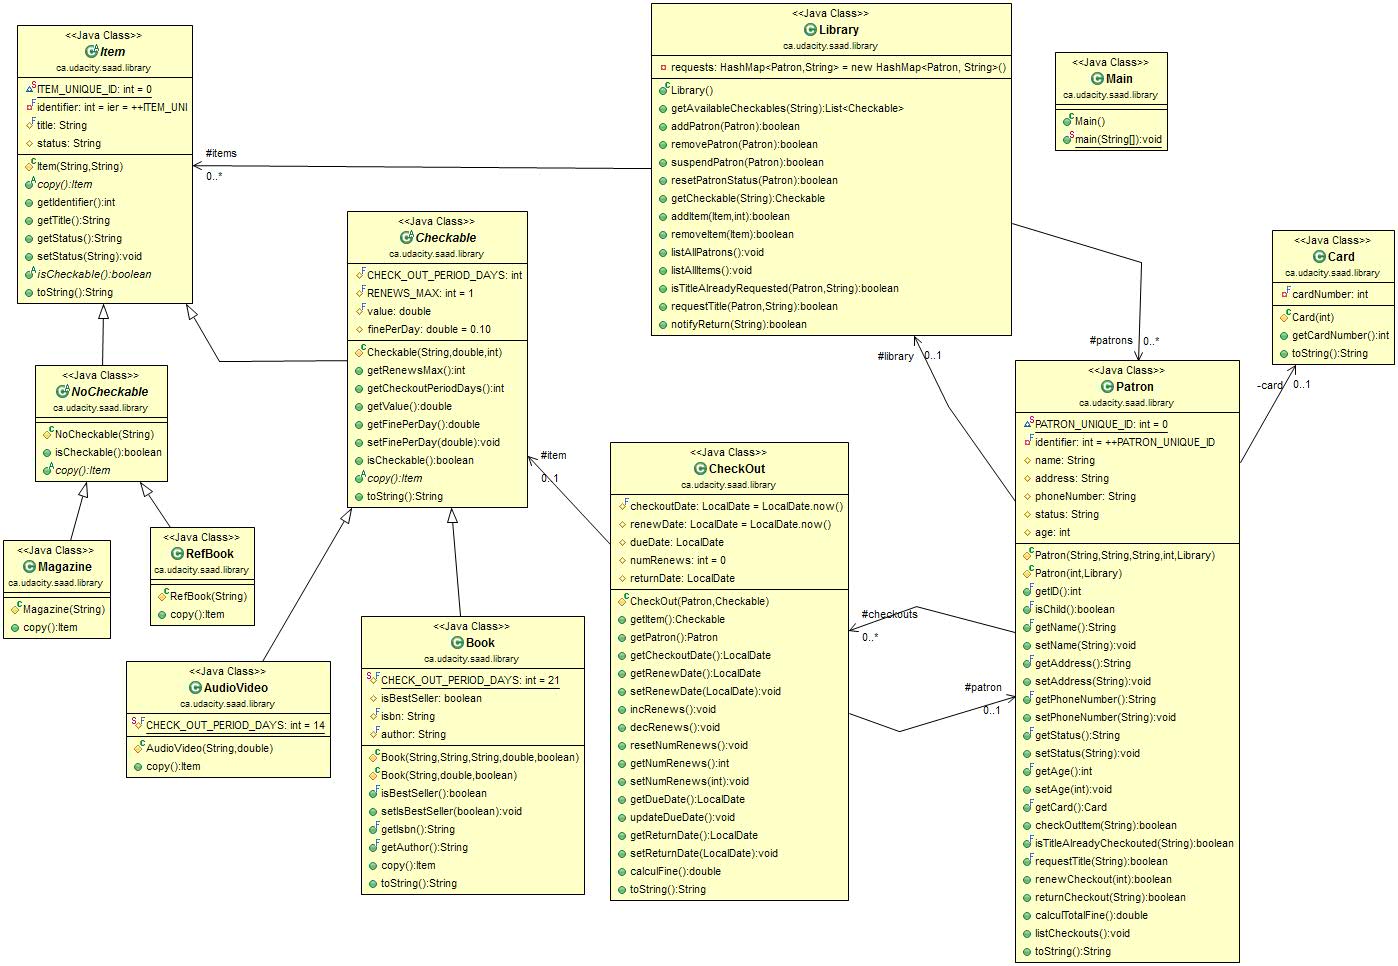 <<Java Class>>
Item
ca.udacity.saad.library
ITEM_UNIQUE_ID: int = 0
identifier: int = ier = ++ITEM_UNI
title: String
status: String
Item(String,String)
copy():Item
getIdentifier():int
getTitle():String
getStatus():String
setStatus(String):void
isCheckable():boolean
toString():String
#items
0..*
<<Java Class>>
Library
ca.udacity.saad.library
requests: HashMap<Patron,String> = new HashMap<Patron, String>()
Library()
getAvailableCheckables(String):List<Checkable>
addPatron(Patron):boolean
removePatron(Patron):boolean
suspendPatron(Patron):boolean
resetPatronStatus(Patron):boolean
getCheckable(String):Checkable
addItem(Item,int):boolean
removeItem(Item):boolean
listAllPatrons():void
listAllItems():void
isTitleAlreadyRequested(Patron,String):boolean
requestTitle(Patron,String):boolean
notifyReturn(String):boolean
<<Java Class>>
Main
ca.udacity.saad.library
Main()
main(String[]):void
<<Java Class>>
Checkable
ca.udacity.saad.library
CHECK_OUT_PERIOD_DAYS: int
RENEWS_MAX: int = 1
value: double
finePerDay: double = 0.10
Checkable(String,double,int)
getRenewsMax():int
getCheckoutPeriodDays():int
getValue():double
getFinePerDay():double
setFinePerDay(double):void
isCheckable():boolean
copy():Item
toString():String
<<Java Class>>
Card
ca.udacity.saad.library
cardNumber: int
Card(int)
getCardNumber():int
toString():String
#library
0..1
#patrons
0..*
-card
0..1
<<Java Class>>
NoCheckable
ca.udacity.saad.library
NoCheckable(String)
isCheckable():boolean
copy():Item
<<Java Class>>
Patron
ca.udacity.saad.library
PATRON_UNIQUE_ID: int = 0
identifier: int = ++PATRON_UNIQUE_ID
name: String
address: String
phoneNumber: String
status: String
age: int
Patron(String,String,String,int,Library)
Patron(int,Library)
getID():int
isChild():boolean
getName():String
setName(String):void
getAddress():String
setAddress(String):void
getPhoneNumber():String
setPhoneNumber(String):void
getStatus():String
setStatus(String):void
getAge():int
setAge(int):void
getCard():Card
checkOutItem(String):boolean
isTitleAlreadyCheckouted(String):boolean
requestTitle(String):boolean
renewCheckout(int):boolean
returnCheckout(String):boolean
calculTotalFine():double
listCheckouts():void
toString():String
#item
0..1
<<Java Class>>
CheckOut
ca.udacity.saad.library
checkoutDate: LocalDate = LocalDate.now()
renewDate: LocalDate = LocalDate.now()
dueDate: LocalDate
numRenews: int = 0
returnDate: LocalDate
CheckOut(Patron,Checkable)
getItem():Checkable
getPatron():Patron
getCheckoutDate():LocalDate
getRenewDate():LocalDate
setRenewDate(LocalDate):void
incRenews():void
decRenews():void
resetNumRenews():void
getNumRenews():int
setNumRenews(int):void
getDueDate():LocalDate
updateDueDate():void
getReturnDate():LocalDate
setReturnDate(LocalDate):void
calculFine():double
toString():String
#checkouts
0..*
#patron
0..1
<<Java Class>>
Magazine
ca.udacity.saad.library
Magazine(String)
copy():Item
<<Java Class>>
RefBook
ca.udacity.saad.library
RefBook(String)
copy():Item
<<Java Class>>
AudioVideo
ca.udacity.saad.library
CHECK_OUT_PERIOD_DAYS: int = 14
AudioVideo(String,double)
copy():Item
<<Java Class>>
Book
ca.udacity.saad.library
CHECK_OUT_PERIOD_DAYS: int = 21
isBestSeller: boolean
isbn: String
author: String
Book(String,String,String,double,boolean)
Book(String,double,boolean)
isBestSeller():boolean
setIsBestSeller(boolean):void
getIsbn():String
getAuthor():String
copy():Item
toString():String